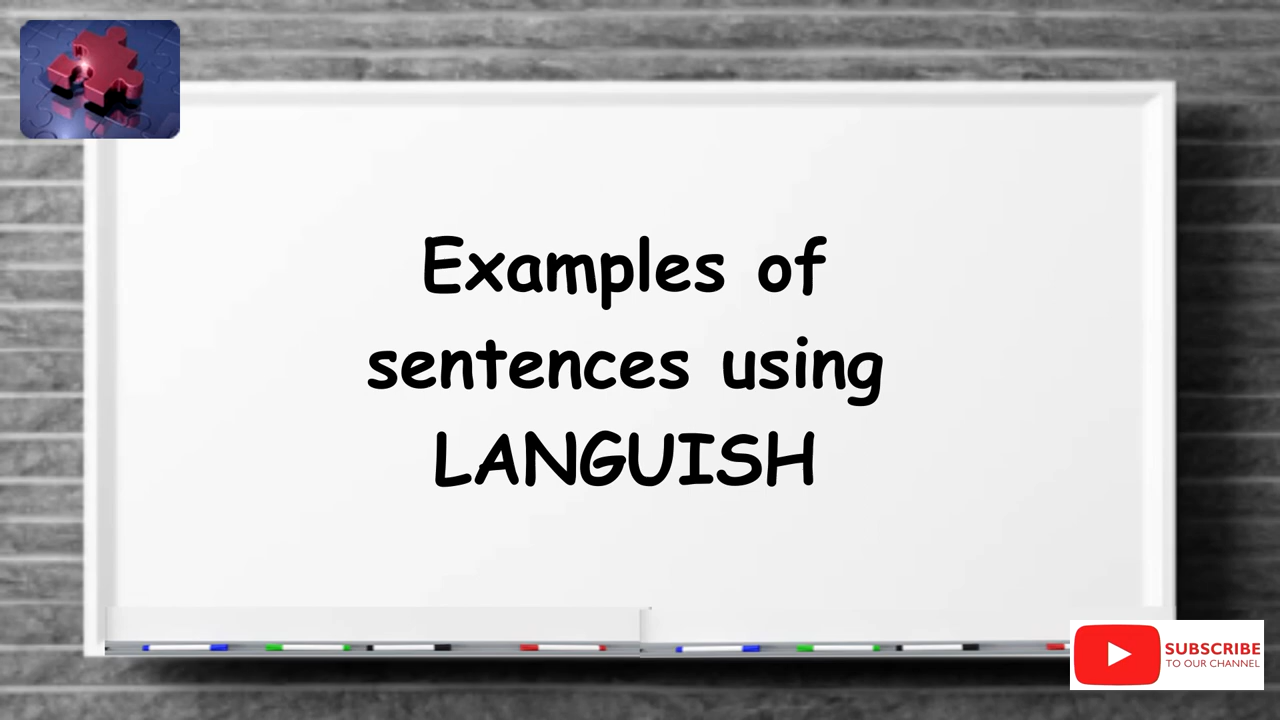 Examples of
sentences using
LANGUISH
SUBSCRIBE
TO OUR CHANNEL